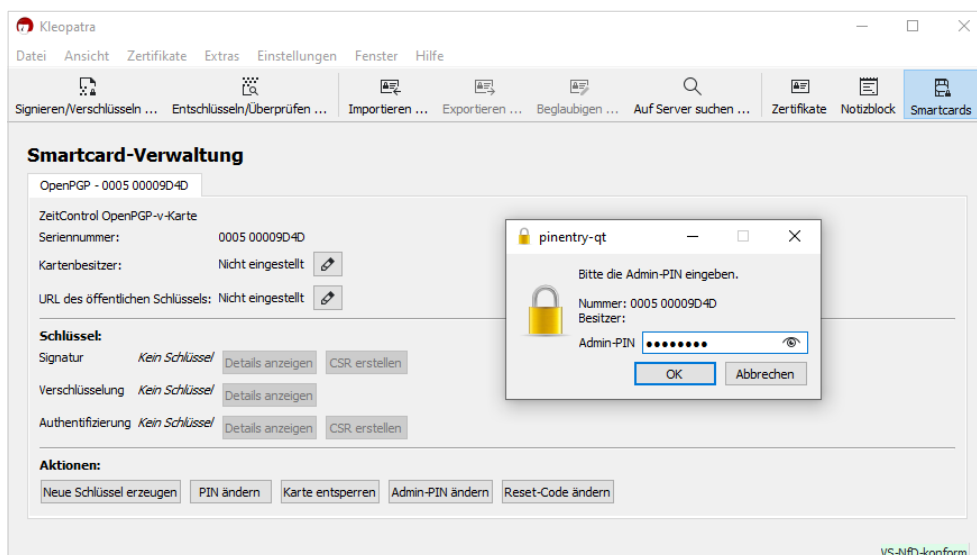 Kleopatra
Datei Ansicht Zertifikate Extras Einstellungen Fenster Hilfe
Signieren/Verschlüsseln ... Entschlüsseln/Überprüfen ... Importieren ... Exportieren ... Beglaubigen ... Auf Server suchen ... Zertifikate Notizblock Smartcards
Smartcard-Verwaltung
OpenPGP - 0005 00009D4D
ZeitControl OpenPGP-v-Karte
Seriennummer: 0005 00009D4D
Kartenbesitzer: Nicht eingestellt
URL des öffentlichen Schlüssels: Nicht eingestellt
Schlüssel:
Signatur Kein Schlüssel Details anzeigen CSR erstellen
Verschlüsselung Kein Schlüssel Details anzeigen
Authentifizierung Kein Schlüssel Details anzeigen CSR erstellen
Aktionen:
Neue Schlüssel erzeugen PIN ändern Karte entsperren Admin-PIN ändern Reset-Code ändern
pinentry-qt
Bitte die Admin-PIN eingeben.
Nummer: 0005 00009D4D
Besitzer:
Admin-PIN ●●●●●●●●
OK Abbrechen
VS-NfD-konform